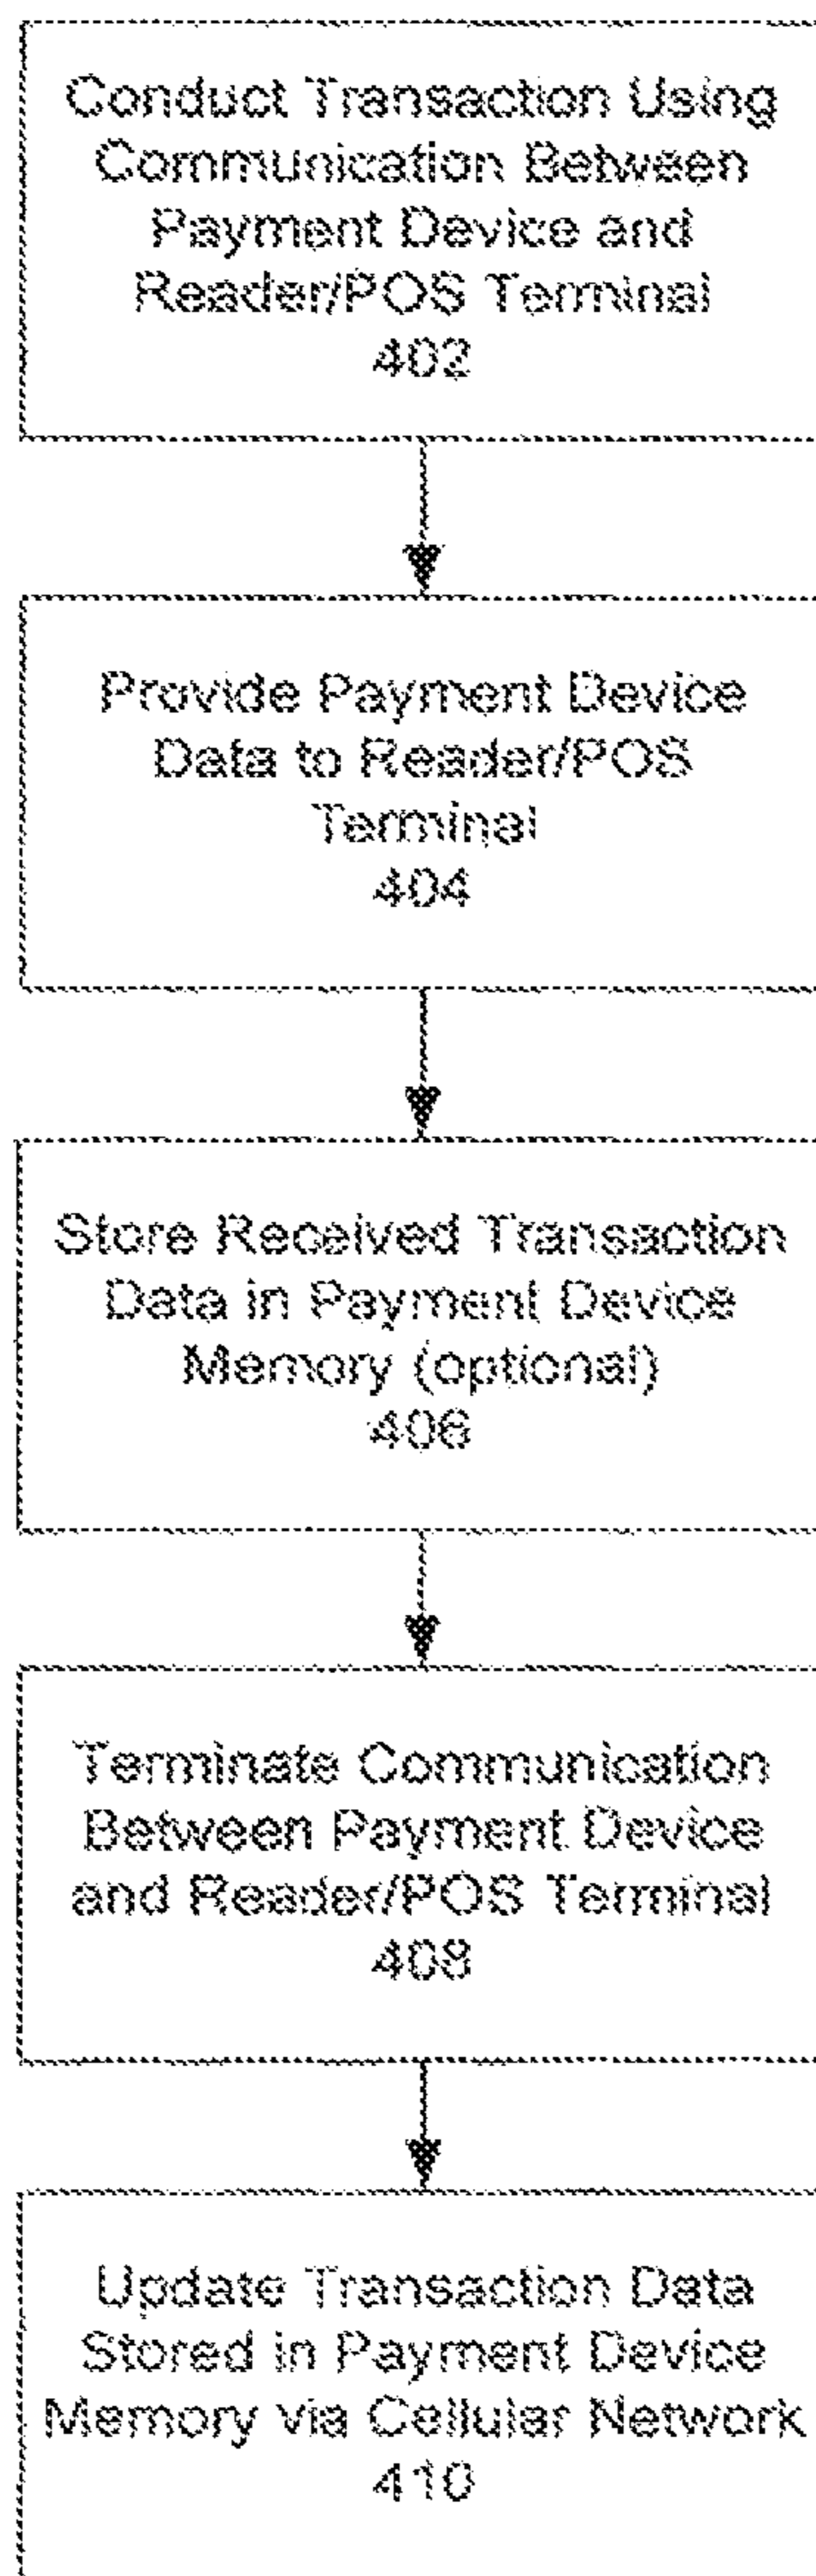 Conduct Transaction Using
Communication Between
Payment Device and
Reader/POS Terminal
402
Provide Payment Device
Data to Reader/POS
Terminal
404
Store Received Transaction
Data in Payment Device
Memory (optional)
406
Terminate Communication
Between Payment Device
and Reader/POS Terminal
408
Update Transaction Data
Stored in Payment Device
Memory via Cellular Network
410